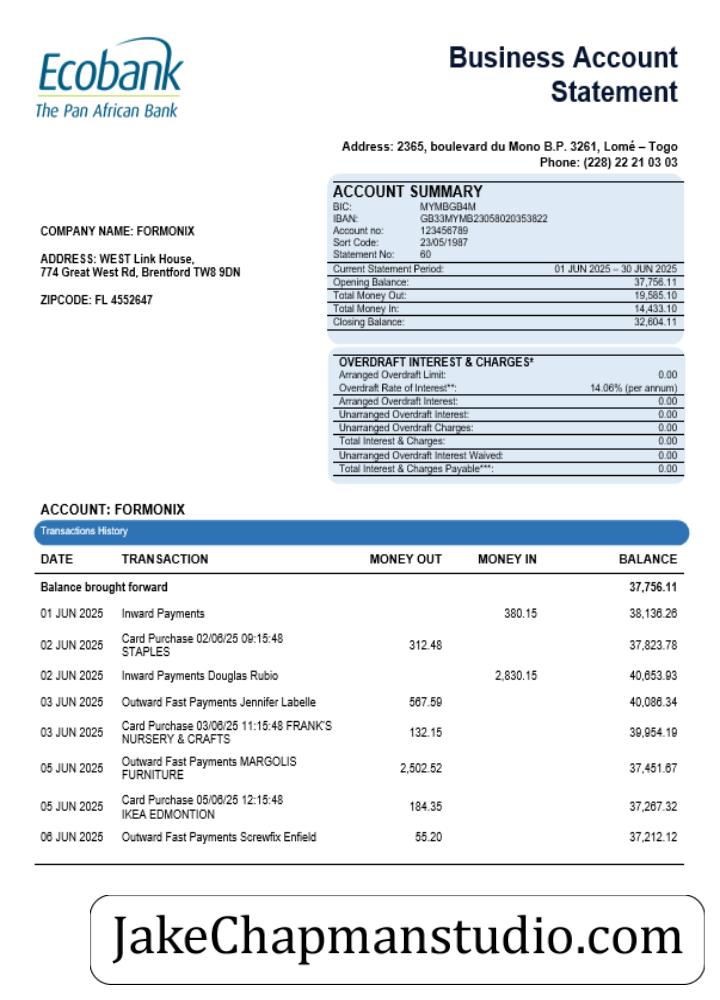 Ecobank
The Pan African Bank
Business Account
Statement
Address: 2365, boulevard du Mono B.P. 3261, Lomé – Togo
Phone: (228) 22 21 03 03
COMPANY NAME: FORMONIX
ADDRESS: WEST Link House,
774 Great West Rd, Brentford TW8 9DN
ZIPCODE: FL 4552647
ACCOUNT SUMMARY
BIC: MYMBGB4M
IBAN: GB33MYMB23058020353822
Account no: 123456789
Sort Code: 23/05/1987
Statement No: 60
Current Statement Period: 01 JUN 2025 – 30 JUN 2025
Opening Balance: 37,756.11
Total Money Out: 19,585.10
Total Money In: 14,433.10
Closing Balance: 32,604.11
OVERDRAFT INTEREST & CHARGES*
Arranged Overdraft Limit: 0.00
Overdraft Rate of Interest**: 14.06% (per annum)
Arranged Overdraft Interest: 0.00
Unarranged Overdraft Interest: 0.00
Unarranged Overdraft Charges: 0.00
Total Interest & Charges: 0.00
Unarranged Overdraft Interest Waived: 0.00
Total Interest & Charges Payable***: 0.00
ACCOUNT: FORMONIX
Transactions History
DATE TRANSACTION MONEY OUT MONEY IN BALANCE
Balance brought forward 37,756.11
01 JUN 2025 Inward Payments 380.15 38,136.26
02 JUN 2025 Card Purchase 02/06/25 09:15:48 312.48 37,823.78
STAPLES
02 JUN 2025 Inward Payments Douglas Rubio 2,830.15 40,653.93
03 JUN 2025 Outward Fast Payments Jennifer Labelle 567.59 40,086.34
03 JUN 2025 Card Purchase 03/06/25 11:15:48 FRANK'S 132.15 39,954.19
NURSERY & CRAFTS
05 JUN 2025 Outward Fast Payments MARGOLIS 2,502.52 37,451.67
FURNITURE
05 JUN 2025 Card Purchase 05/06/25 12:15:48 184.35 37,267.32
IKEA EDMONTION
06 JUN 2025 Outward Fast Payments Screwfix Enfield 55.20 37,212.12
JakeChapmanstudio.com